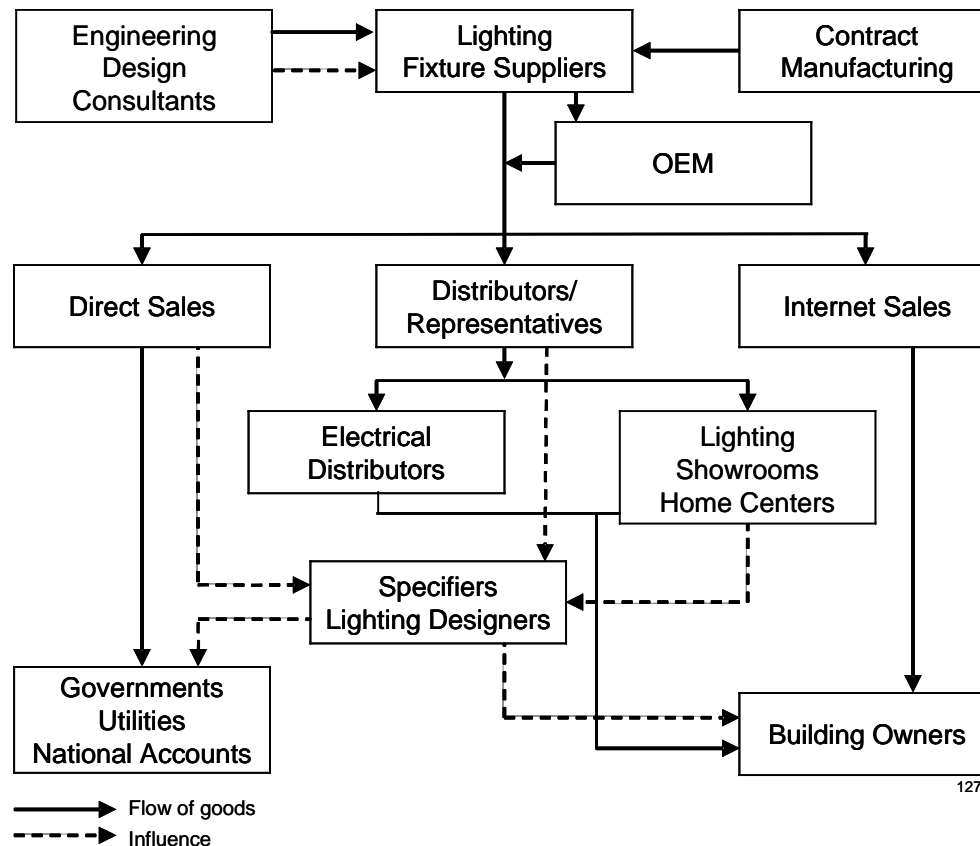 Engineering
Design
Consultants
Lighting
Fixture Suppliers
Contract
Manufacturing
OEM
Direct Sales
Distributors/
Representatives
Internet Sales
Electrical
Distributors
Lighting
Showrooms
Home Centers
Specifiers
Lighting Designers
Governments
Utilities
National Accounts
Building Owners
127
Flow of goods
Influence